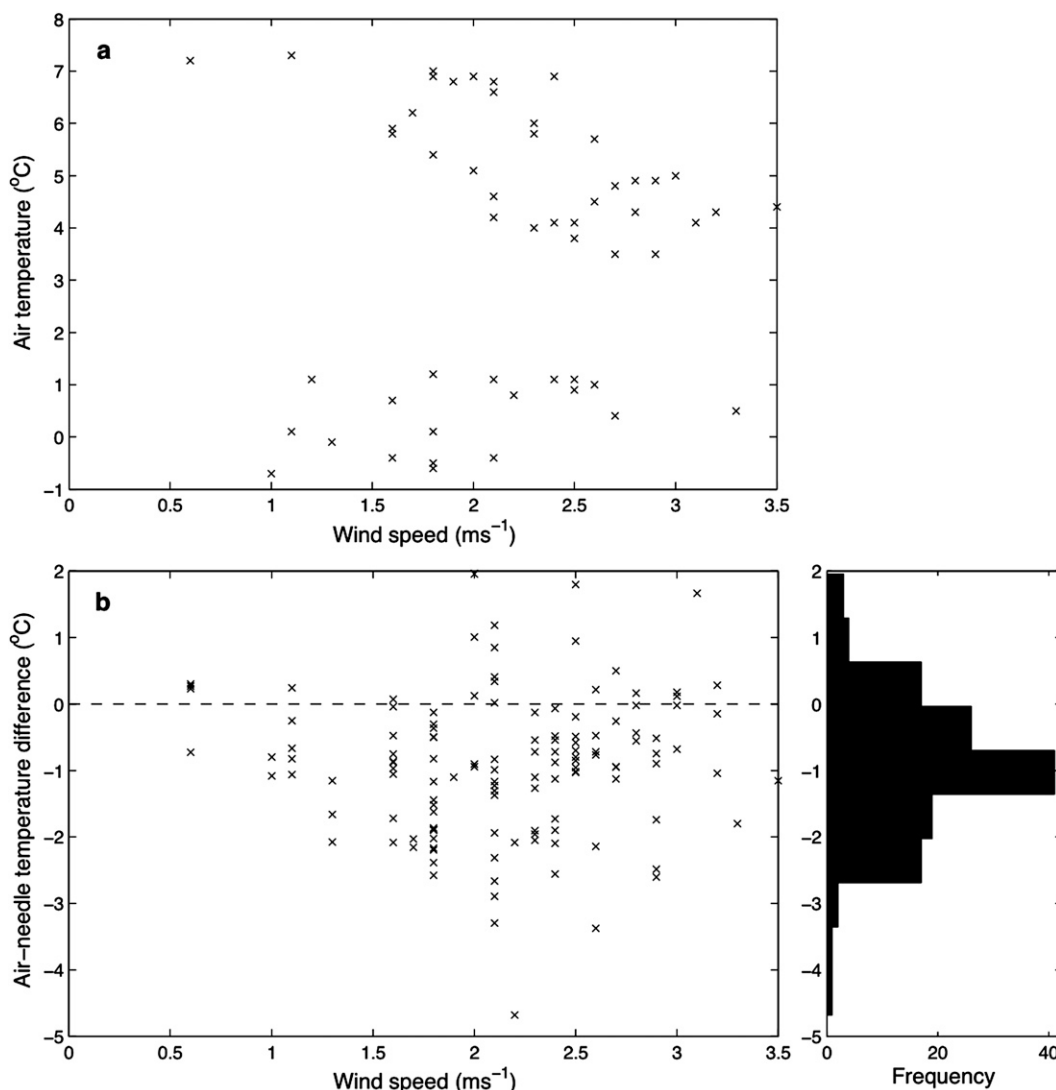 a
8
7
6
5
4
3
2
1
0
−1
Air temperature (°C)
0 0.5 1 1.5 2 2.5 3 3.5
Wind speed (ms⁻¹)
b
2
1
0
−1
−2
−3
−4
−5
Air−needle temperature difference (°C)
0 0.5 1 1.5 2 2.5 3 3.5
Wind speed (ms⁻¹)
2
1
0
−1
−2
−3
−4
−5
0 20 40
Frequency